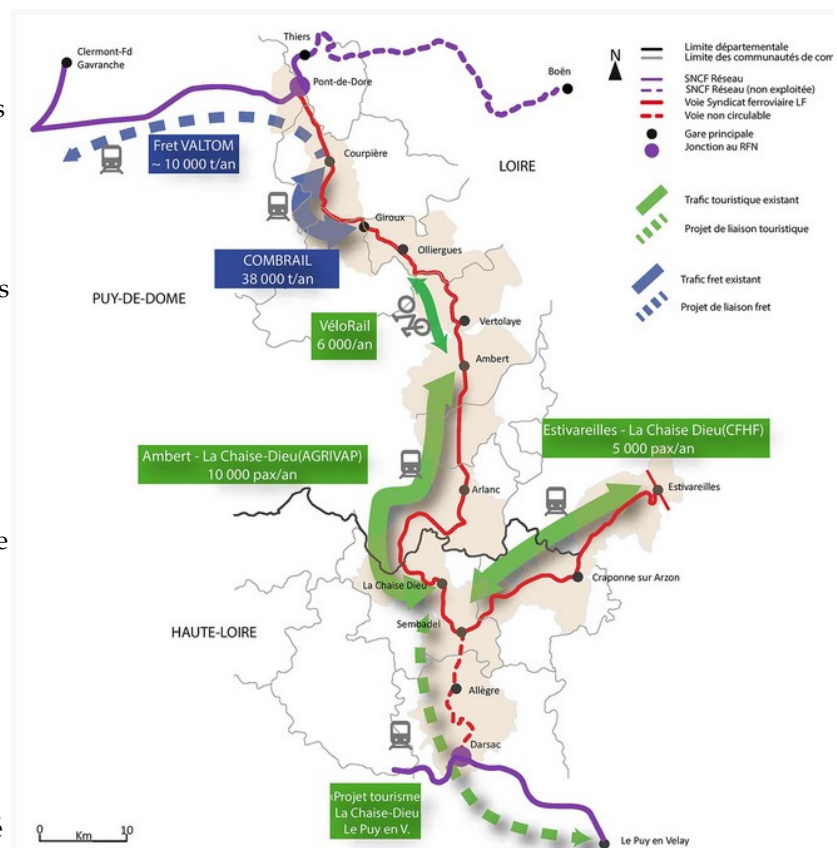 Clermont-Fd
Gavranche
Thiers
Pont-de-Dore
Boën
N
Limite départementale
Limite des communautés de com
SNCF Réseau
SNCF Réseau (non exploitée)
Voie Syndicat ferroviaire LF
Voie non circulable
Gare principale
Jonction au RFN
Trafic touristique existant
Projet de liaison touristique
Trafic fret existant
Projet de liaison fret
s
Fret VALTOM
~ 10 000 t/an
Courpière
LOIRE
Giroux
Olliergues
COMBRAIL
38 000 t/an
s
PUY-DE-DOME
VéloRail
6 000/an
Vertolaye
Ambert
Estivareilles - La Chaise Dieu(CFHF)
5 000 pax/an
Ambert - La Chaise-Dieu(AGRIVAP)
10 000 pax/an
Arlanc
Estivareilles
e
La Chaise Dieu
Craponne sur Arzon
Sembadel
HAUTE-LOIRE
Allègre
Darsac
Projet tourisme
La Chaise-Dieu
Le Puy en V.
é
0 Km 10
Le Puy en Velay